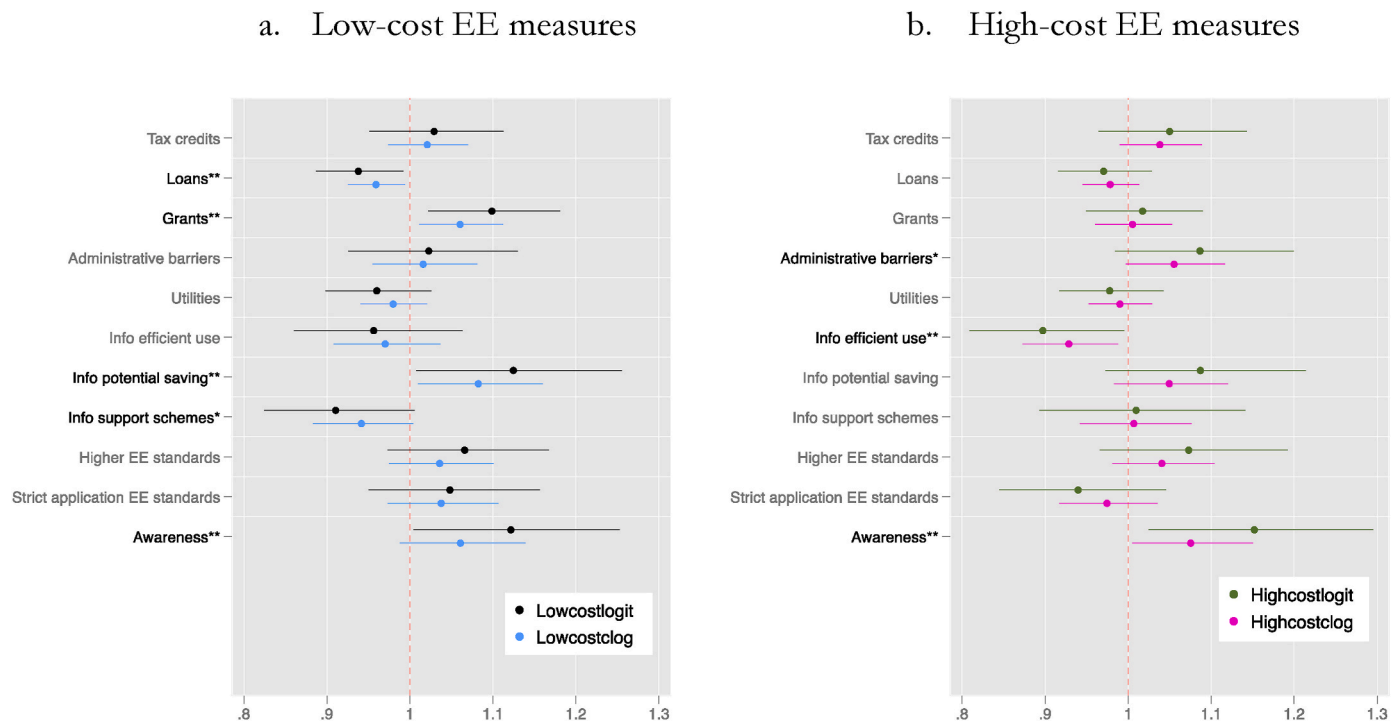 a. Low-cost EE measures
Tax credits
Loans**
Grants**
Administrative barriers
Utilities
Info efficient use
Info potential saving**
Info support schemes*
Higher EE standards
Strict application EE standards
Awareness**
Lowcostlogit
Lowcostclog
.8 .9 1 1.1 1.2 1.3
b. High-cost EE measures
Tax credits
Loans
Grants
Administrative barriers*
Utilities
Info efficient use**
Info potential saving
Info support schemes
Higher EE standards
Strict application EE standards
Awareness**
Highcostlogit
Highcostclog
.8 .9 1 1.1 1.2 1.3